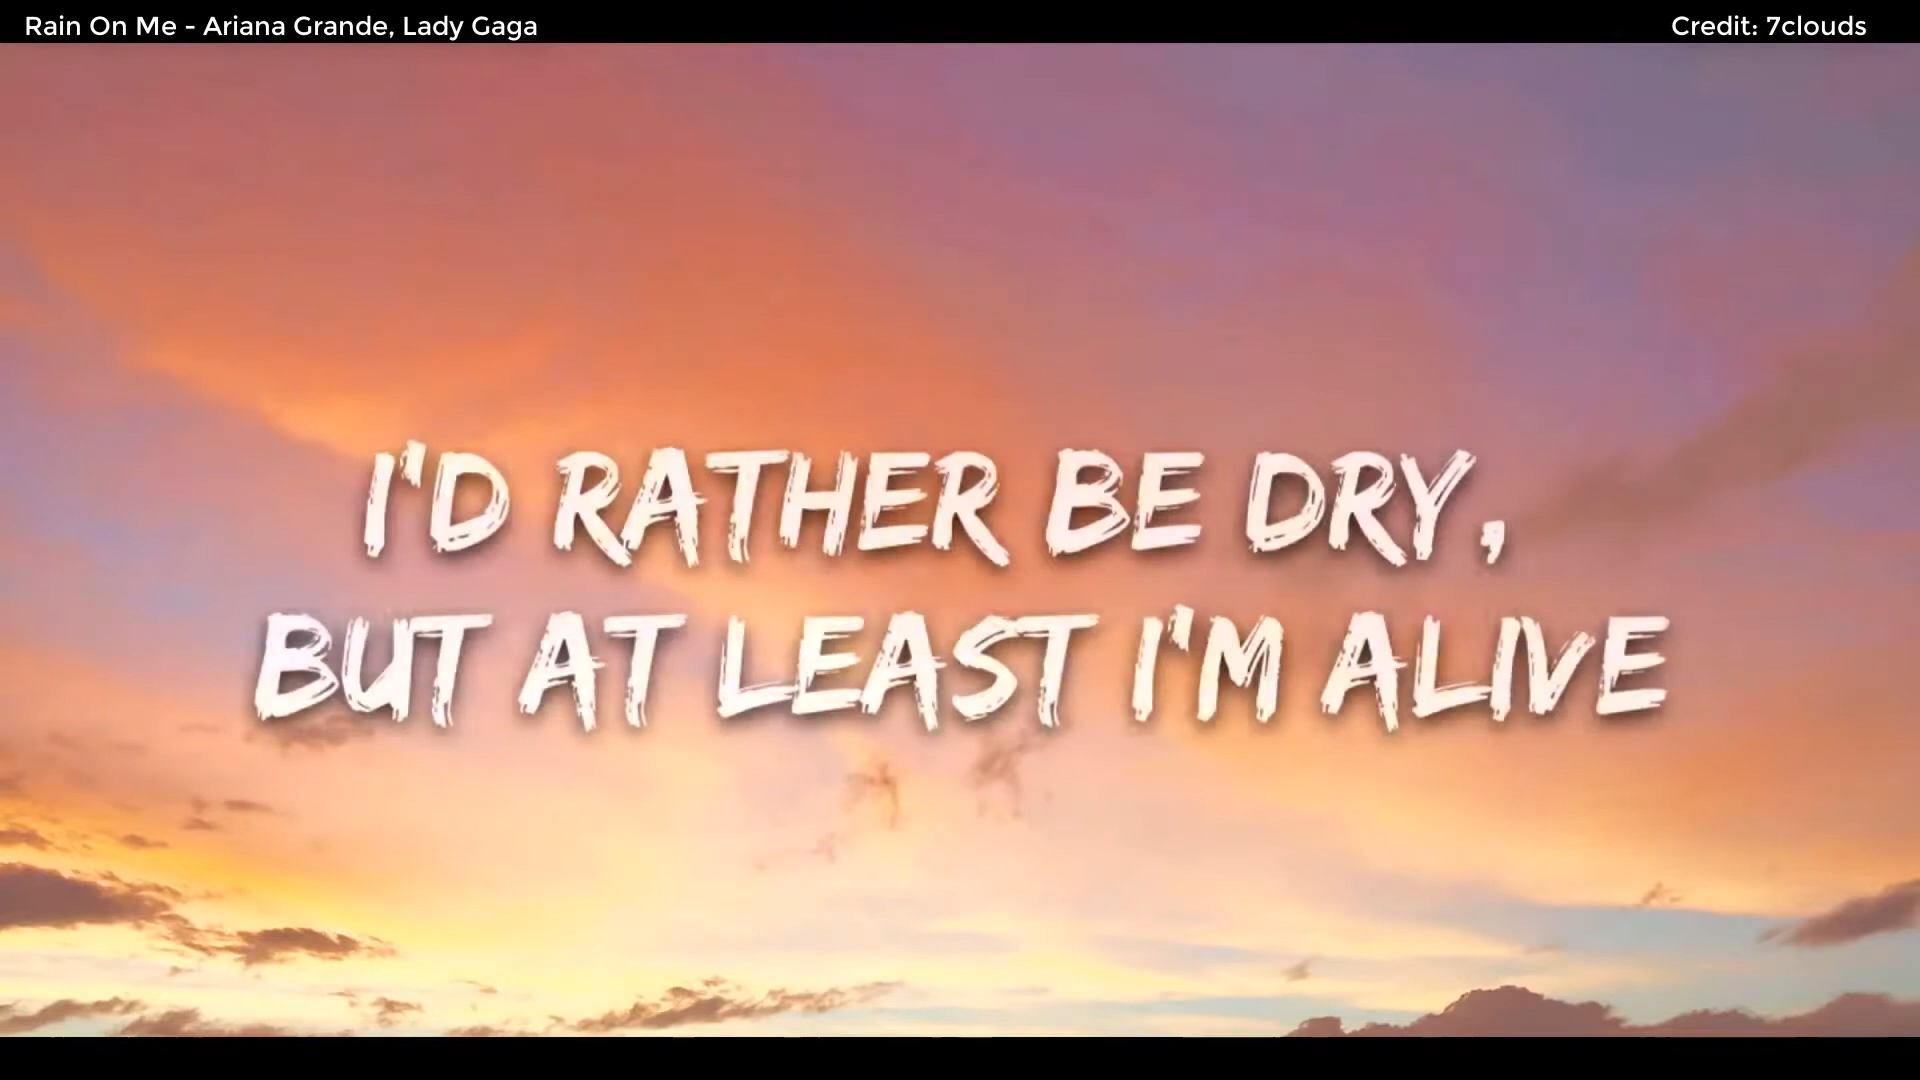 Rain On Me - Ariana Grande, Lady Gaga
Credit: 7clouds
I'D RATHER BE DRY,
BUT AT LEAST I'M ALIVE